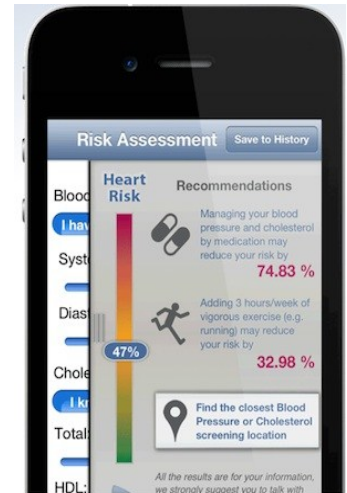 Risk Assessment
Save to History
Blood
I hav
Syst
Dias
Chole
I kr
Total:
HDL:
Heart
Risk
47%
Recommendations
Managing your blood
pressure and cholesterol
by medication may
reduce your risk by
74.83 %
Adding 3 hours/week of
vigorous exercise (e.g.
running) may reduce
your risk by
32.98 %
Find the closest Blood
Pressure or Cholesterol
screening location
All the results are for your information,
we strongly suggest you to talk with